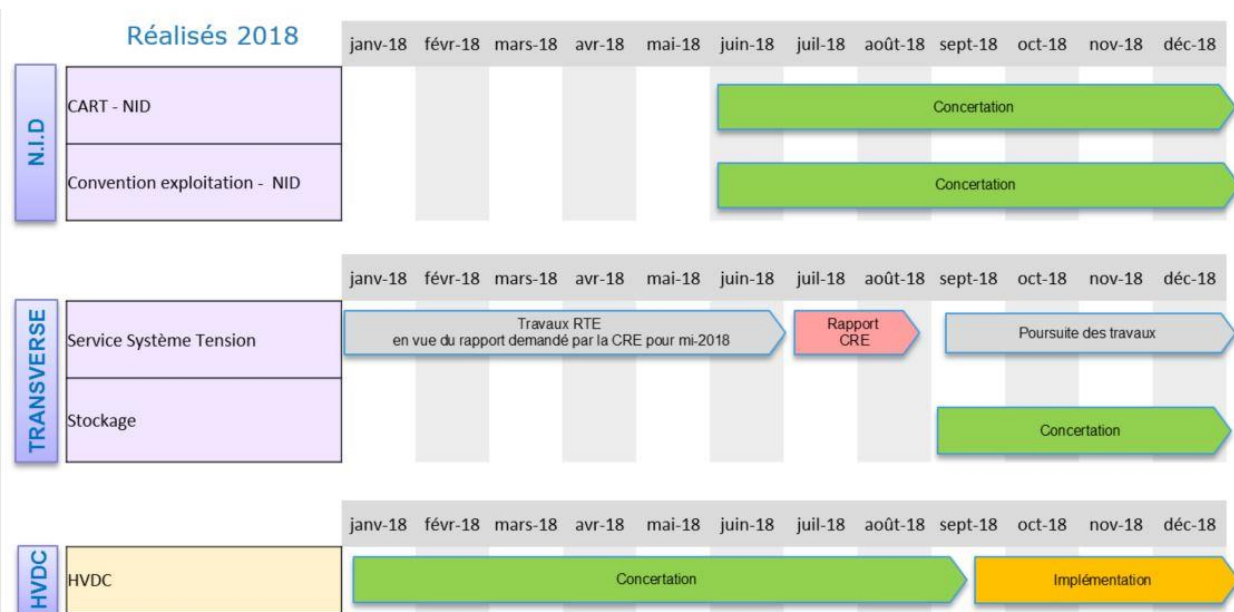 Réalisés 2018
janv-18 févr-18 mars-18 avr-18 mai-18 juin-18 juil-18 août-18 sept-18 oct-18 nov-18 déc-18
N.I.D
CART - NID
Concertation
Convention exploitation - NID
Concertation
janv-18 févr-18 mars-18 avr-18 mai-18 juin-18 juil-18 août-18 sept-18 oct-18 nov-18 déc-18
TRANSVERSE
Service Système Tension
Travaux RTE
en vue du rapport demandé par la CRE pour mi-2018
Rapport
CRE
Poursuite des travaux
Stockage
Concertation
janv-18 févr-18 mars-18 avr-18 mai-18 juin-18 juil-18 août-18 sept-18 oct-18 nov-18 déc-18
HVDC
HVDC
Concertation
Implémentation